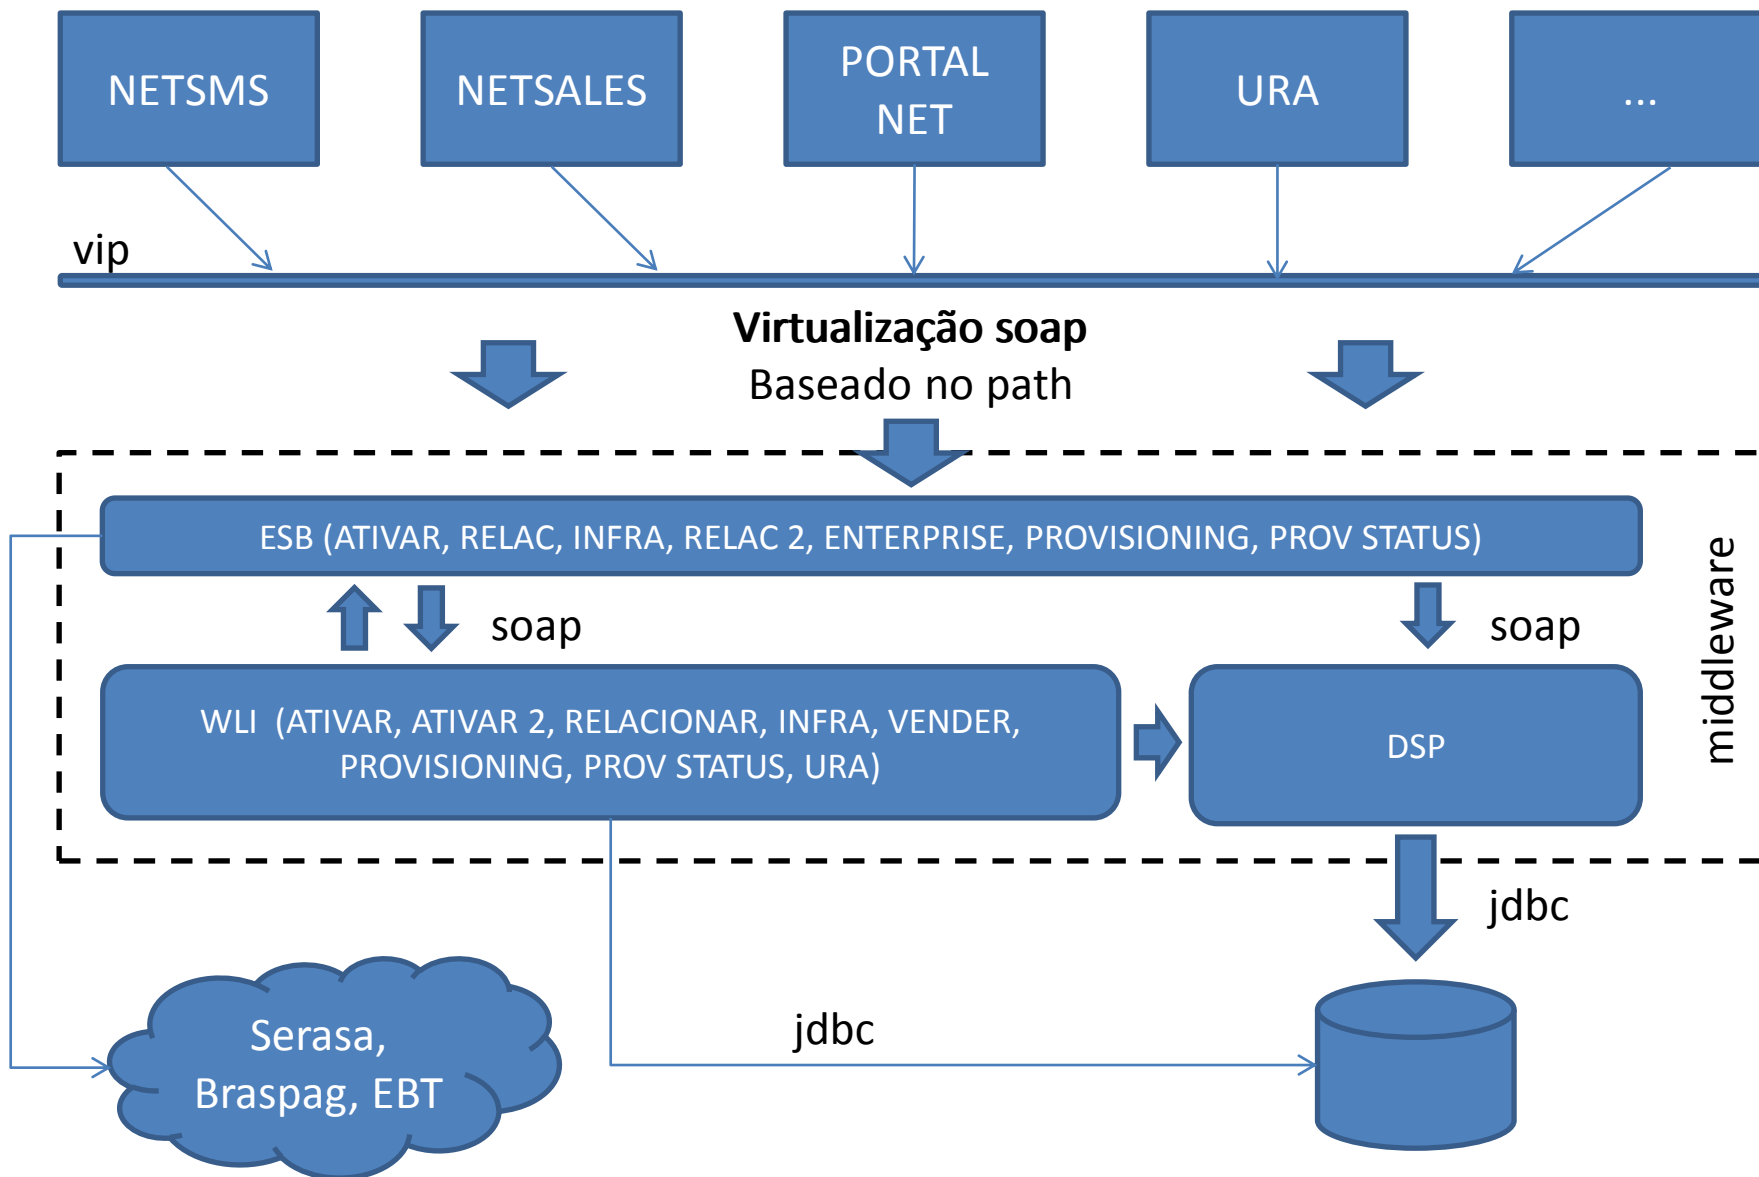 NETSMS
NETSALES
PORTAL
NET
URA
...
vip
Virtualização soap
Baseado no path
ESB (ATIVAR, RELAC, INFRA, RELAC 2, ENTERPRISE, PROVISIONING, PROV STATUS)
soap
soap
middleware
WLI  (ATIVAR, ATIVAR 2, RELACIONAR, INFRA, VENDER,
PROVISIONING, PROV STATUS, URA)
DSP
jdbc
jdbc
Serasa,
Braspag, EBT